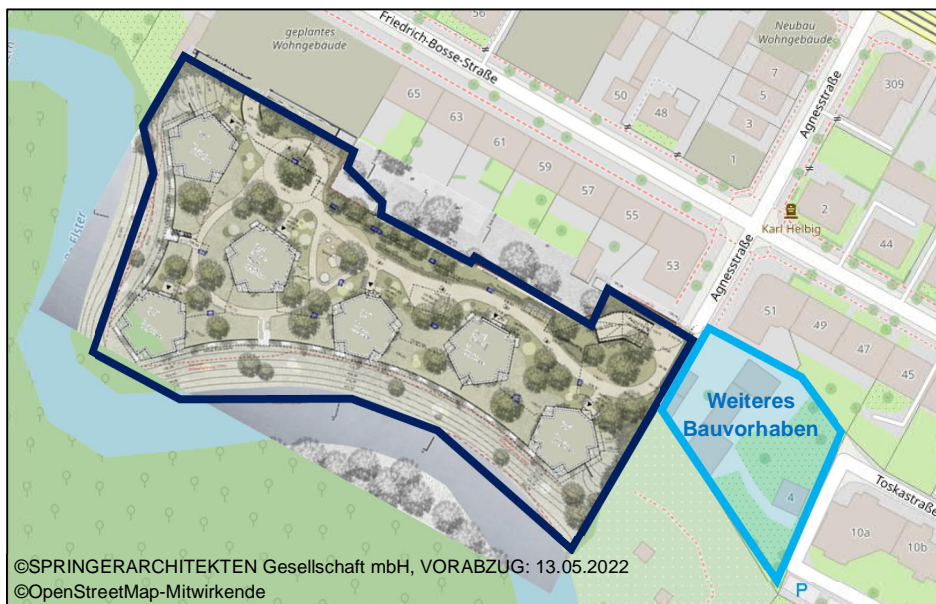 geplantes
Wohngebäude
56
Friedrich-Bosse-Straße
Neubau
Wohngebäude
7
5
3
1
309
50
48
65
63
61
59
57
55
53
Agnesstraße
Agnesstraße
2
Karl Helbig
44
51
49
47
45
Weiteres
Bauvorhaben
4
Toskastraße
10a
10b
P
Elster
©SPRINGERARCHITEKTEN Gesellschaft mbH, VORABZUG: 13.05.2022
©OpenStreetMap-Mitwirkende